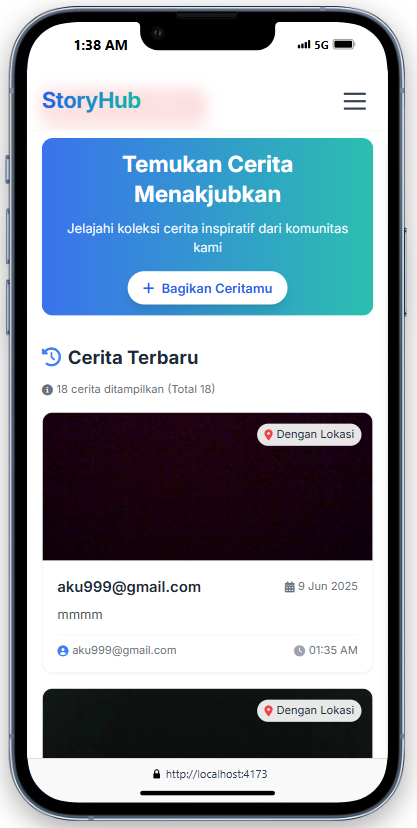 1:38 AM
5G
StoryHub
Temukan Cerita
Menakjubkan
Jelajahi koleksi cerita inspiratif dari komunitas
kami
+ Bagikan Ceritamu
Cerita Terbaru
18 cerita ditampilkan (Total 18)
Dengan Lokasi
aku999@gmail.com
9 Jun 2025
mmmm
aku999@gmail.com
01:35 AM
Dengan Lokasi
http://localhost:4173